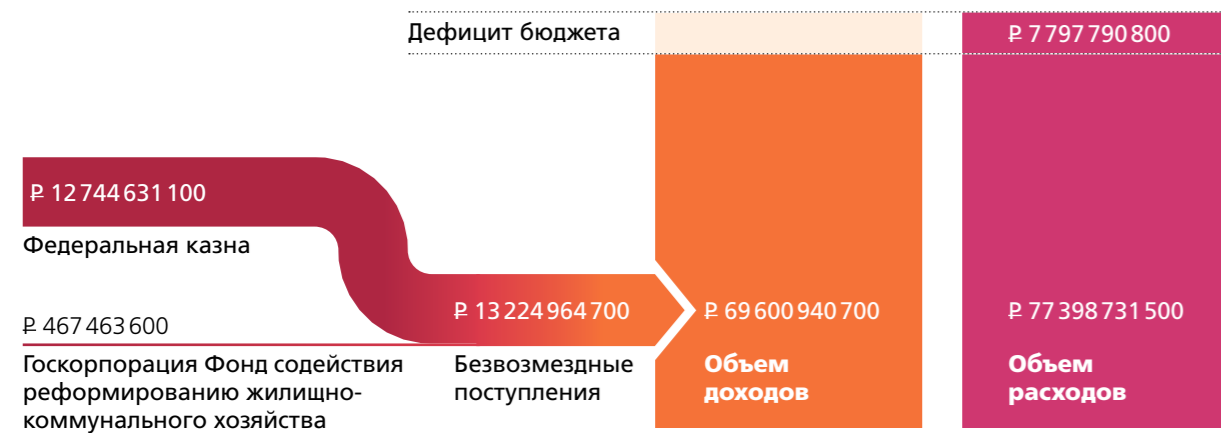 Дефицит бюджета
₽ 7 797 790 800
₽ 12 744 631 100
Федеральная казна
₽ 467 463 600
Госкорпорация Фонд содействия
реформированию жилищно-
коммунального хозяйства
₽ 13 224 964 700
Безвозмездные
поступления
₽ 69 600 940 700
Объем
доходов
₽ 77 398 731 500
Объем
расходов